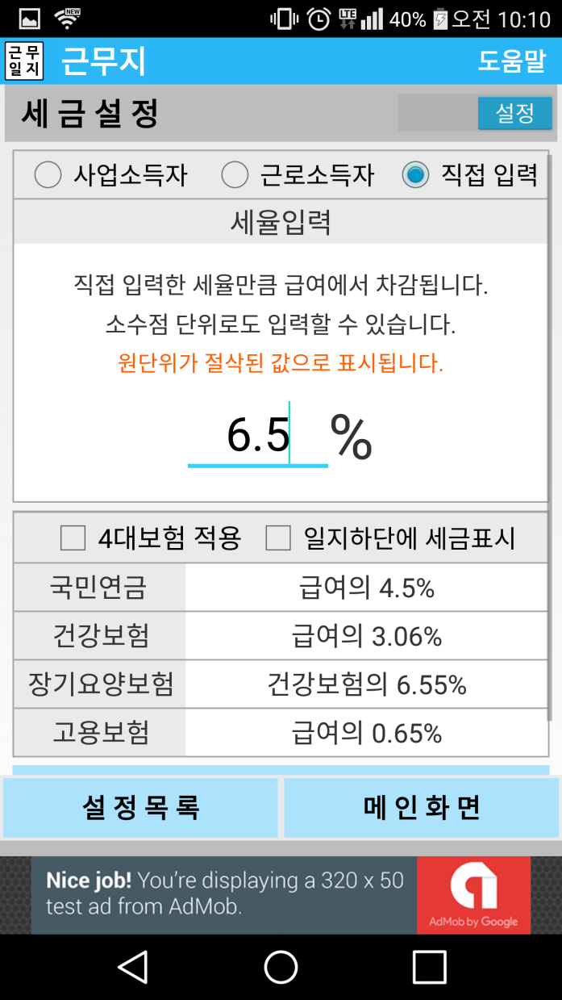 NEW
LTE 40% 오전 10:10
근무
일지
근무지 도움말
세금설정 설정
사업소득자 근로소득자 직접 입력
세율입력
직접 입력한 세율만큼 급여에서 차감됩니다.
소수점 단위로도 입력할 수 있습니다.
원단위가 절삭된 값으로 표시됩니다.
6.5 %
4대보험 적용 일지하단에 세금표시
국민연금 급여의 4.5%
건강보험 급여의 3.06%
장기요양보험 건강보험의 6.55%
고용보험 급여의 0.65%
설정목록 메인화면
Nice job! You're displaying a 320 x 50
test ad from AdMob.
AdMob by Google